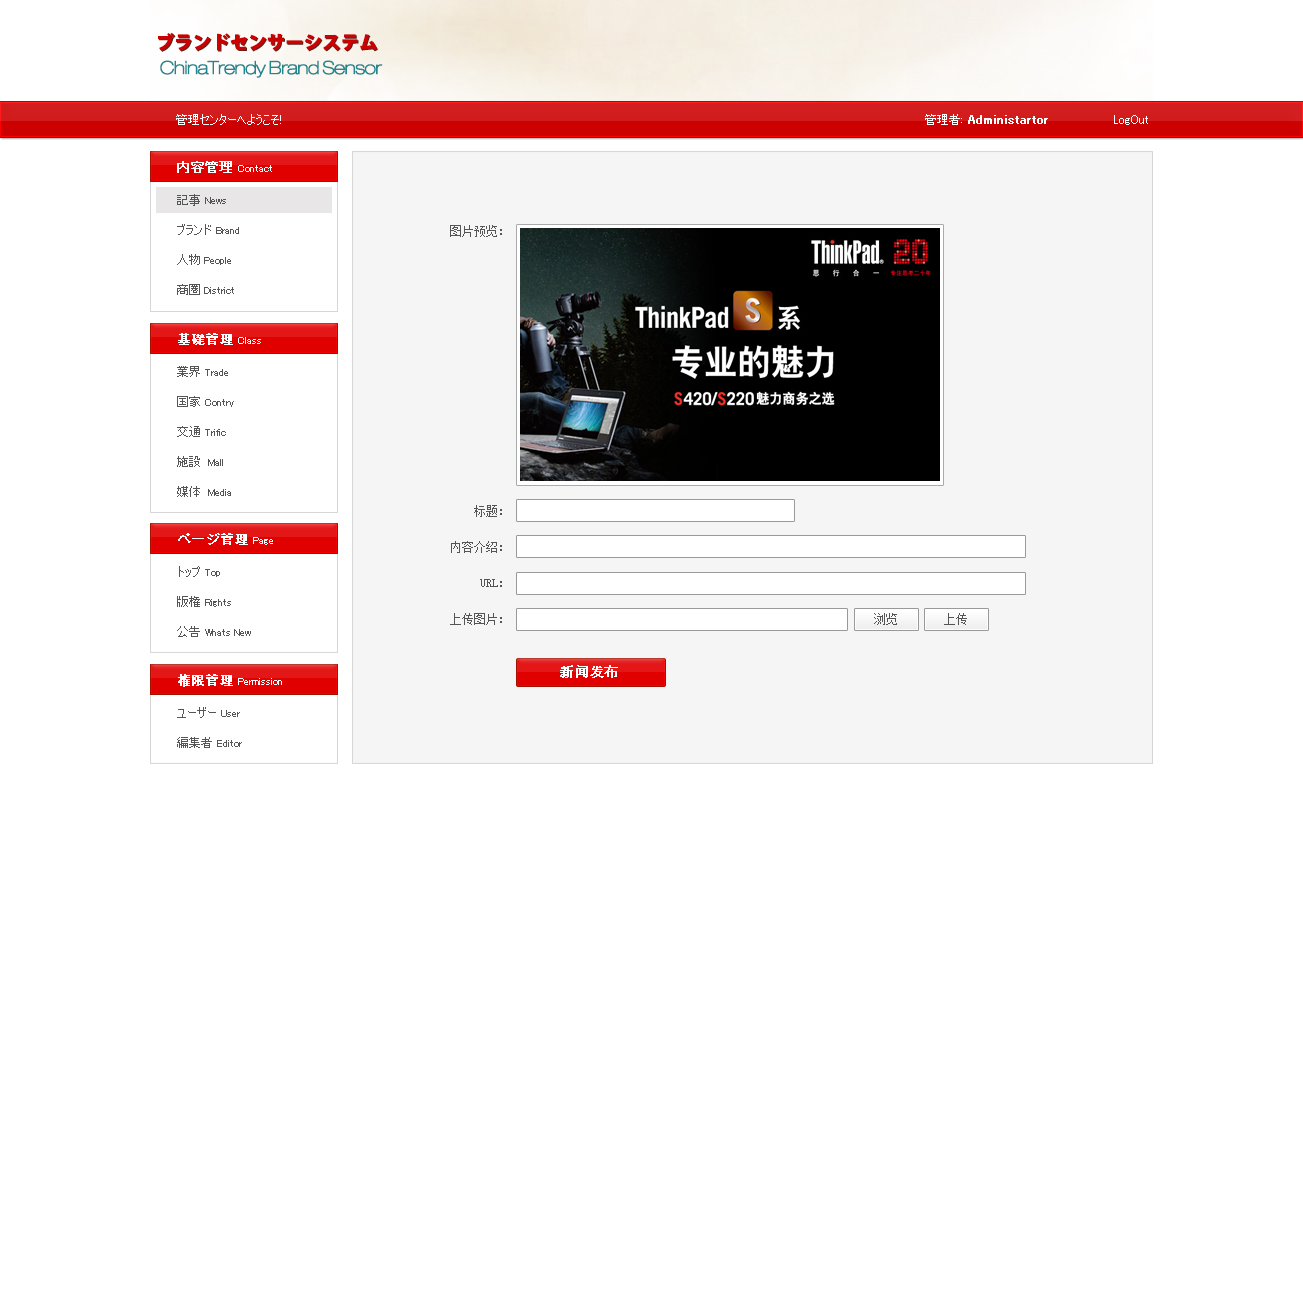 ブランドセンサーシステム
ChinaTrendy Brand Sensor
管理センターへようこそ!
管理者: Administartor
LogOut
内容管理 Contact
記事 News
ブランド Brand
人物 People
商圏 District
基礎管理 Class
業界 Trade
国家 Contry
交通 Trific
施設 Mall
媒体 Media
ページ管理 Page
トップ Top
版権 Rights
公告 Whats New
権限管理 Permission
ユーザー User
編集者 Editor
图片预览:
ThinkPad. 20
思行合一
ThinkPad S 系
专业的魅力
S420/S220 魅力商务之选
标题:
内容介绍:
URL:
上传图片:
浏览
上传
新闻发布